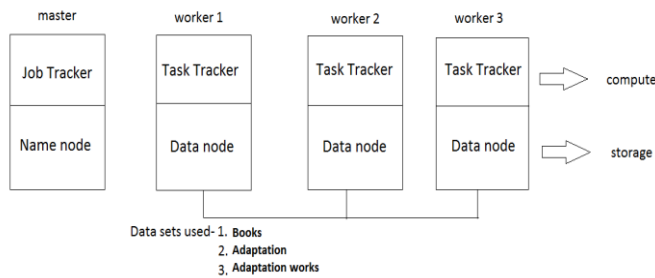 master
worker 1
worker 2
worker 3
Job Tracker
Task Tracker
Task Tracker
Task Tracker
compute
Name node
Data node
Data node
Data node
storage
Data sets used- 1. Books
2. Adaptation
3. Adaptation works